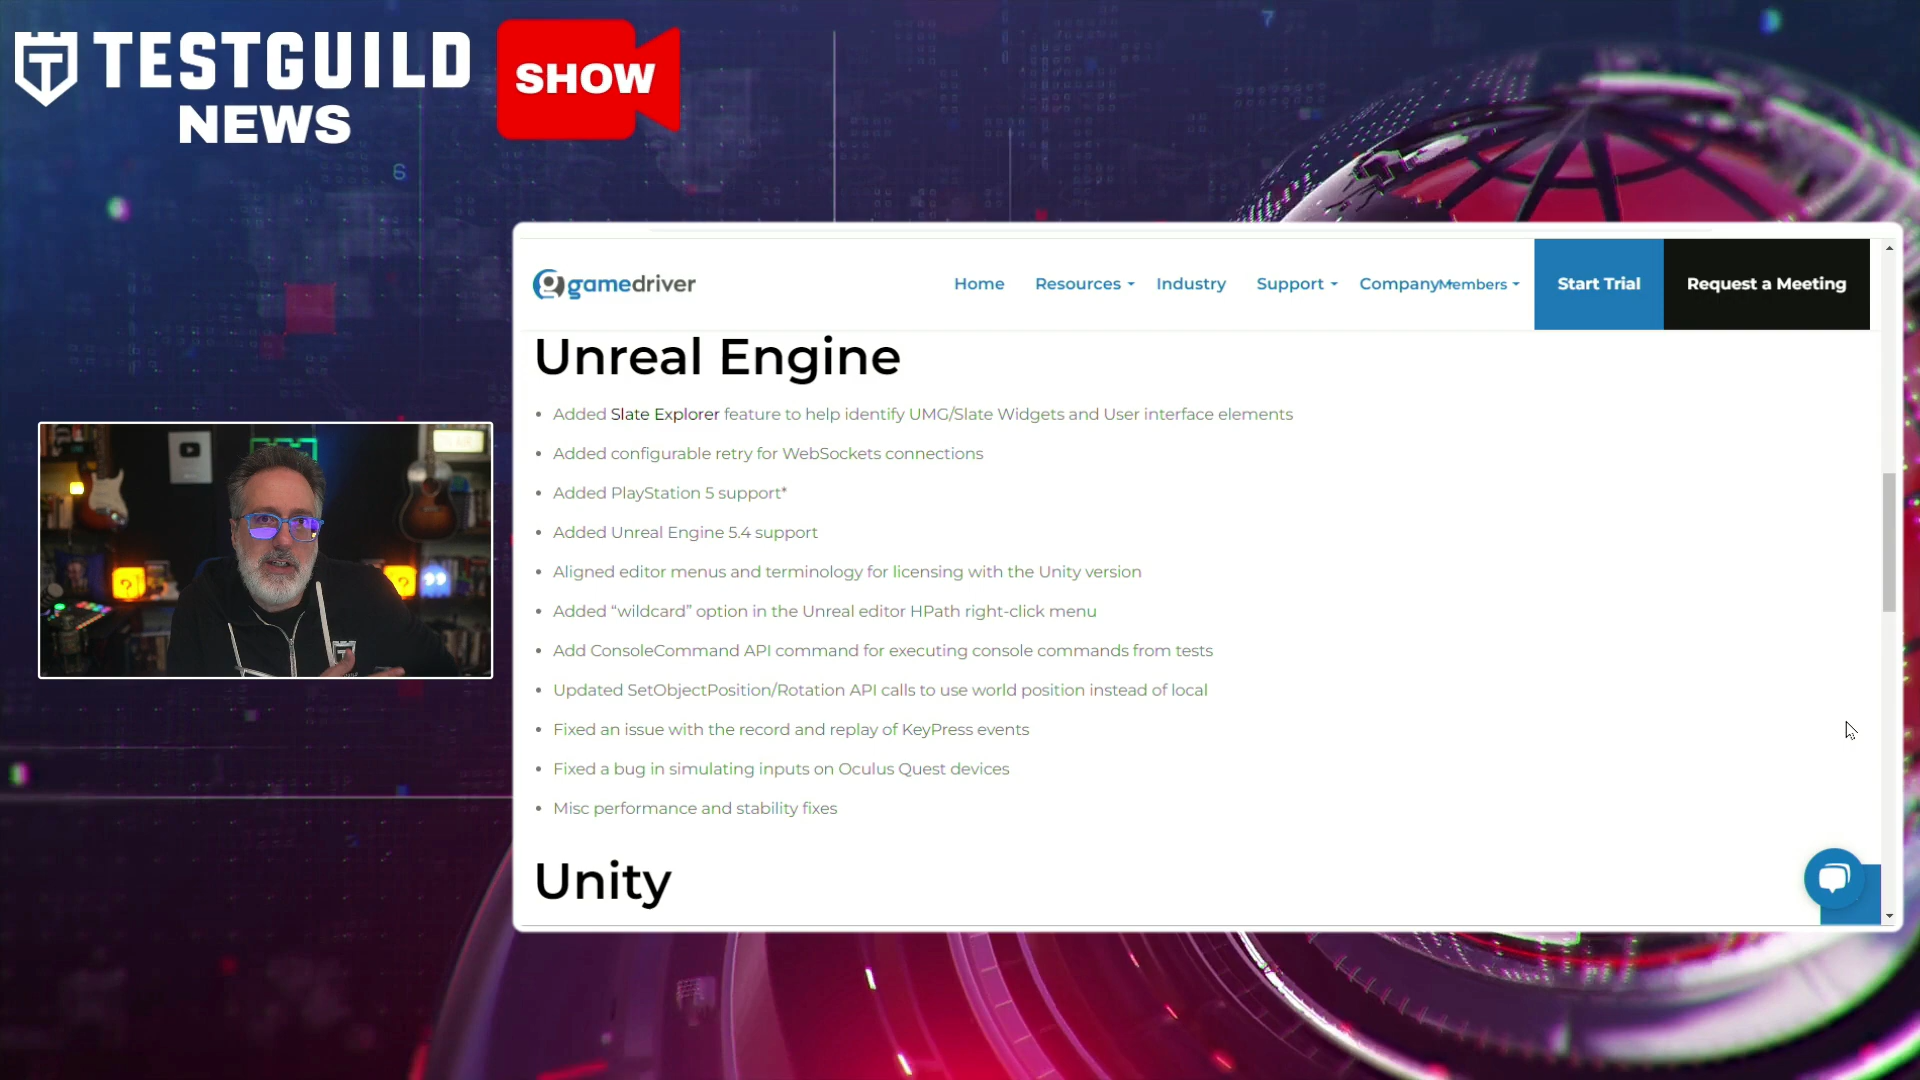 TESTGUILD
NEWS
SHOW
6
7
gamedriver
Home
Resources
Industry
Support
Company
Members
Start Trial
Request a Meeting
Unreal Engine
• Added Slate Explorer feature to help identify UMG/Slate Widgets and User interface elements
• Added configurable retry for WebSockets connections
• Added PlayStation 5 support*
• Added Unreal Engine 5.4 support
• Aligned editor menus and terminology for licensing with the Unity version
• Added “wildcard” option in the Unreal editor HPath right-click menu
• Add ConsoleCommand API command for executing console commands from tests
• Updated SetObjectPosition/Rotation API calls to use world position instead of local
• Fixed an issue with the record and replay of KeyPress events
• Fixed a bug in simulating inputs on Oculus Quest devices
• Misc performance and stability fixes
Unity